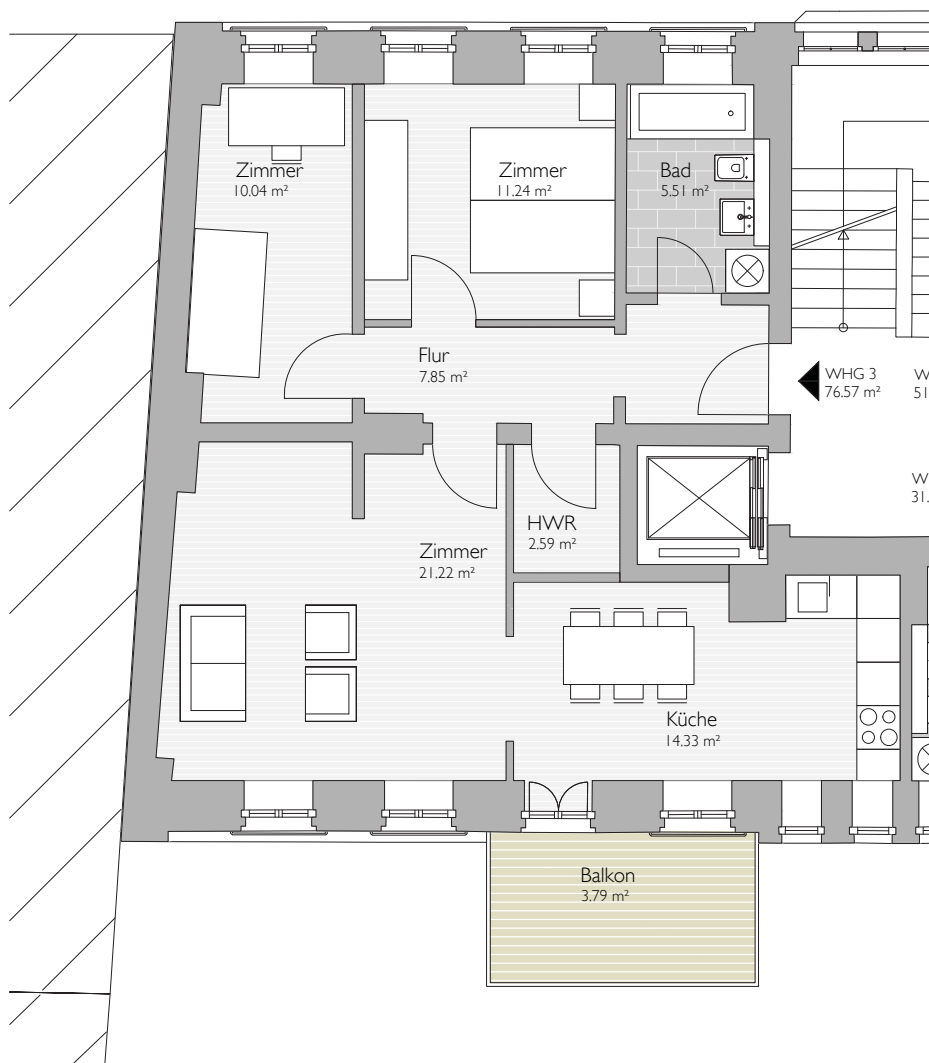 Zimmer
10.04 m²
Zimmer
11.24 m²
Bad
5.51 m²
Flur
7.85 m²
WHG 3
76.57 m²
Zimmer
21.22 m²
HWR
2.59 m²
Küche
14.33 m²
Balkon
3.79 m²